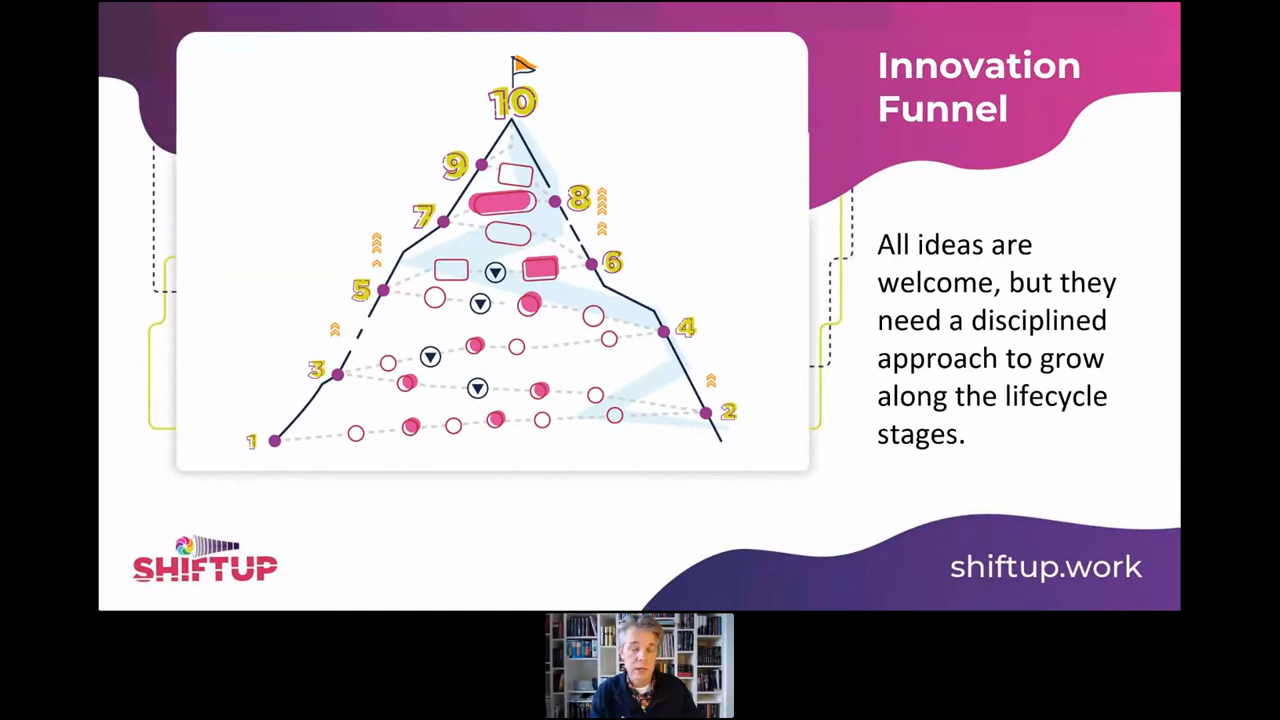 Innovation
Funnel
10
9
8
7
6
5
4
3
2
1
All ideas are
welcome, but they
need a disciplined
approach to grow
along the lifecycle
stages.
SHIFTUP
shiftup.work